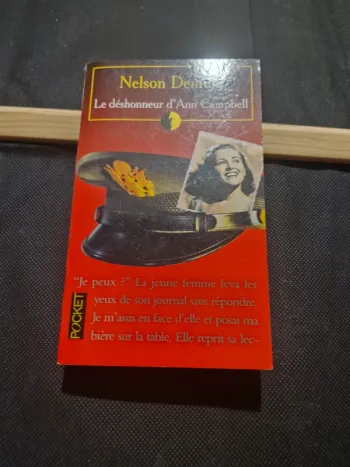 Nelson
Le déshonneur d'Ann Campbell
"Je peux ?" La jeune femme leva les
yeux de son journal sans répondre.
Je m'assis en face d'elle et posai ma
bière sur la table. Elle reprit sa lec-
POCKET